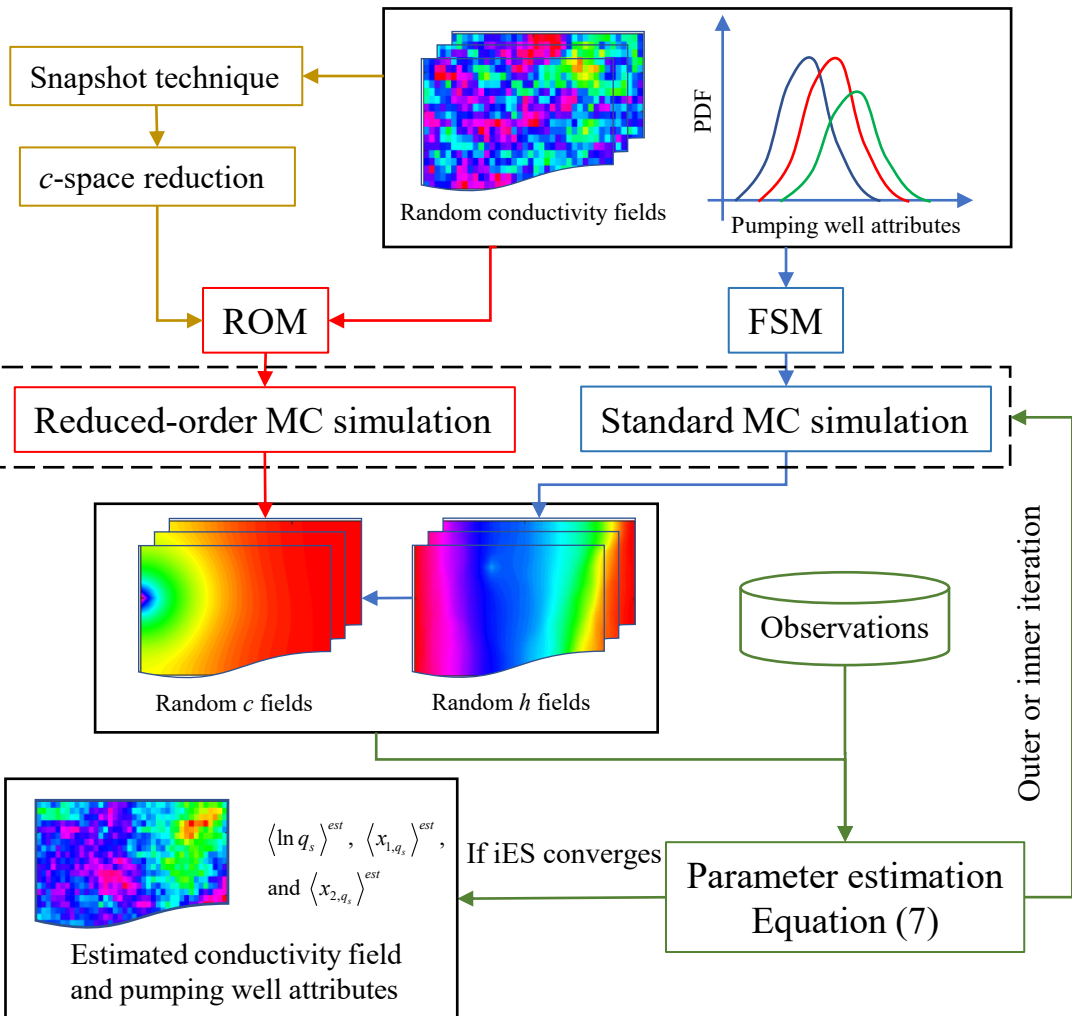 Snapshot technique
c-space reduction
PDF
Random conductivity fields
Pumping well attributes
ROM
FSM
Reduced-order MC simulation
Standard MC simulation
Random c fields
Random h fields
Observations
Outer or inner iteration
⟨ln q_s⟩^est, ⟨x_{1,q_s}⟩^est,
and ⟨x_{2,q_s}⟩^est
Estimated conductivity field
and pumping well attributes
If iES converges
Parameter estimation
Equation (7)